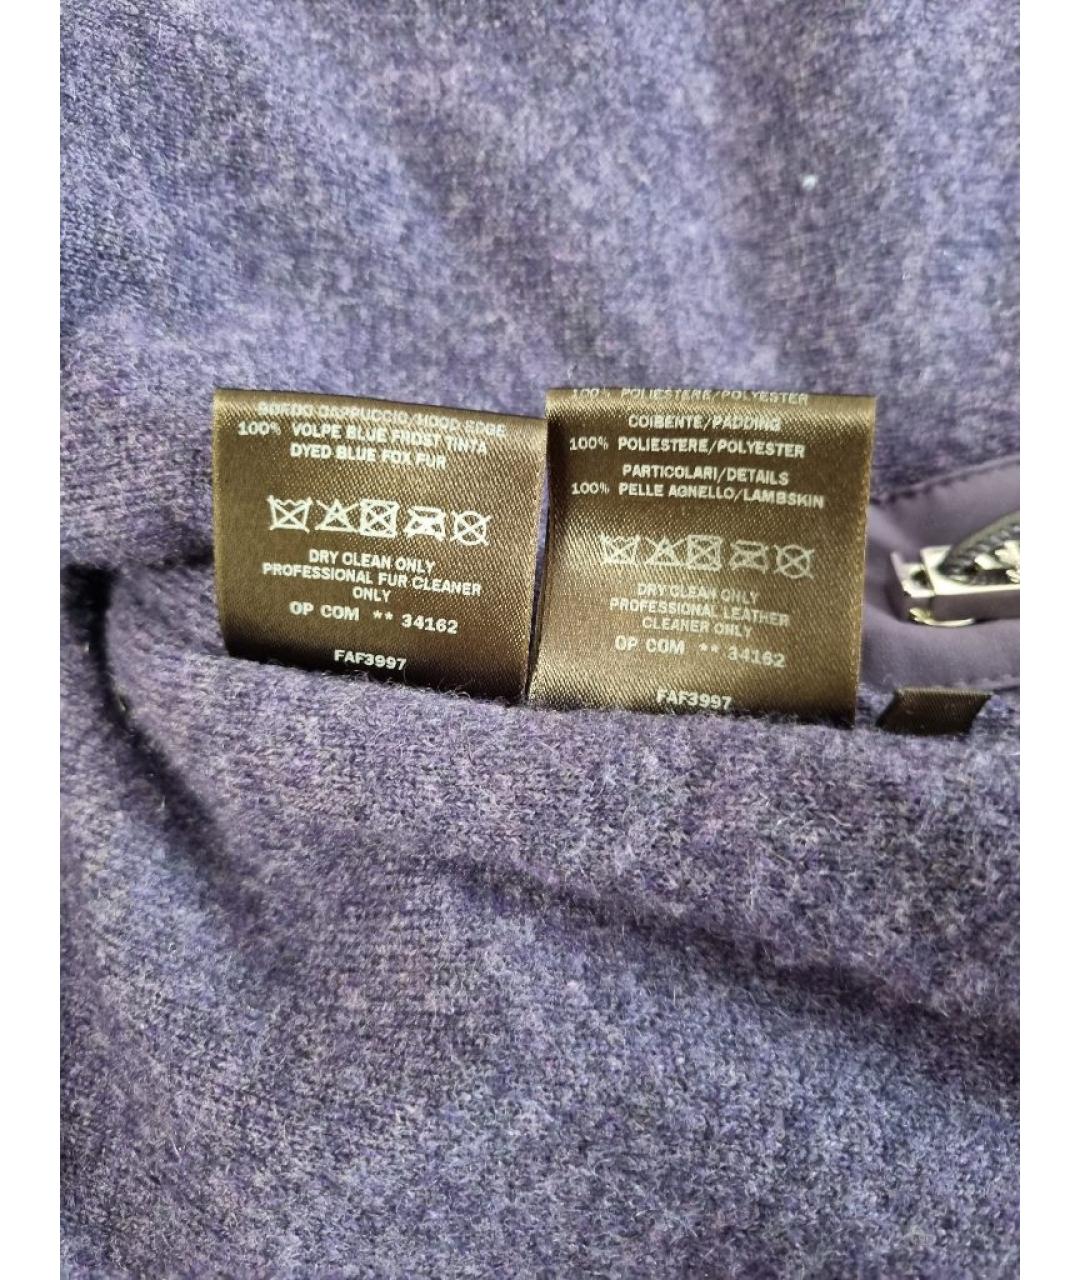 BORDO CAPPUCCIO/HOOD EDGE
100% VOLPE BLUE FROST TINTA
DYED BLUE FOX FUR
DRY CLEAN ONLY
PROFESSIONAL FUR CLEANER
ONLY
OP COM ** 34162
FAF3997
100% POLIESTERE/POLYESTER
COIBENTE/PADDING
100% POLIESTERE/POLYESTER
PARTICOLARI/DETAILS
100% PELLE AGNELLO/LAMBSKIN
DRY CLEAN ONLY
PROFESSIONAL LEATHER
CLEANER ONLY
OP COM ** 34162
FAF3997